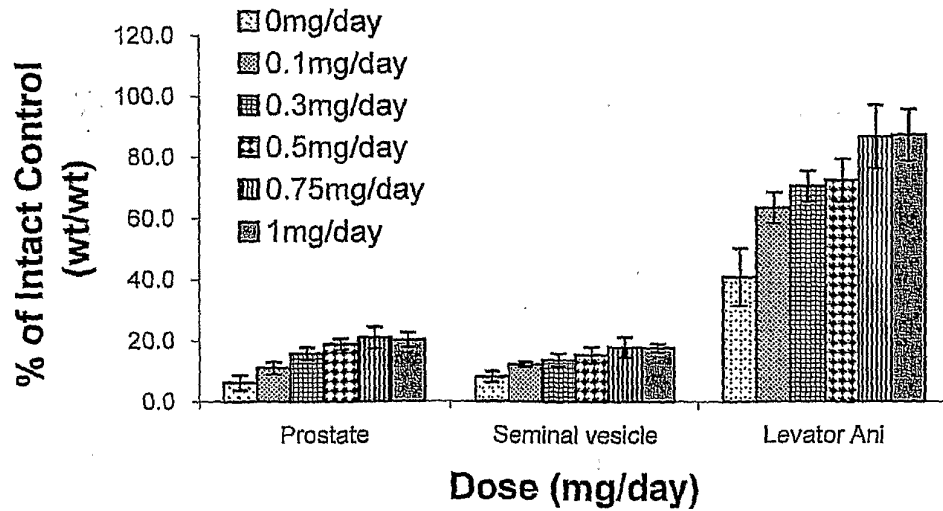 % of Intact Control
(wt/wt)
120.0
100.0
80.0
60.0
40.0
20.0
0.0
0mg/day
0.1mg/day
0.3mg/day
0.5mg/day
0.75mg/day
1mg/day
Prostate
Seminal vesicle
Levator Ani
Dose (mg/day)